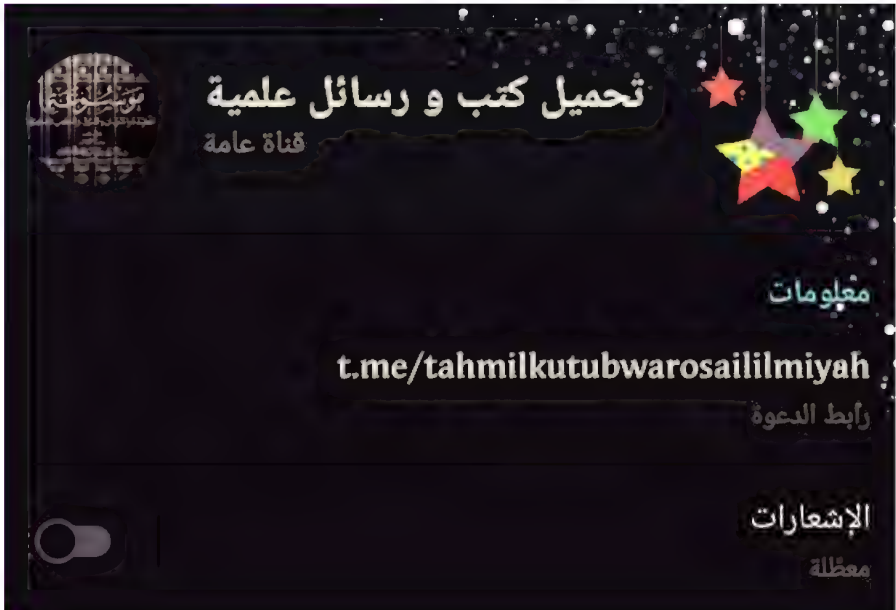 تحميل كتب و رسائل علمية
قناة عامة
معلومات
t.me/tahmilkutubwarosaililmiyah
رابط الدعوة
الإشعارات
معطلة